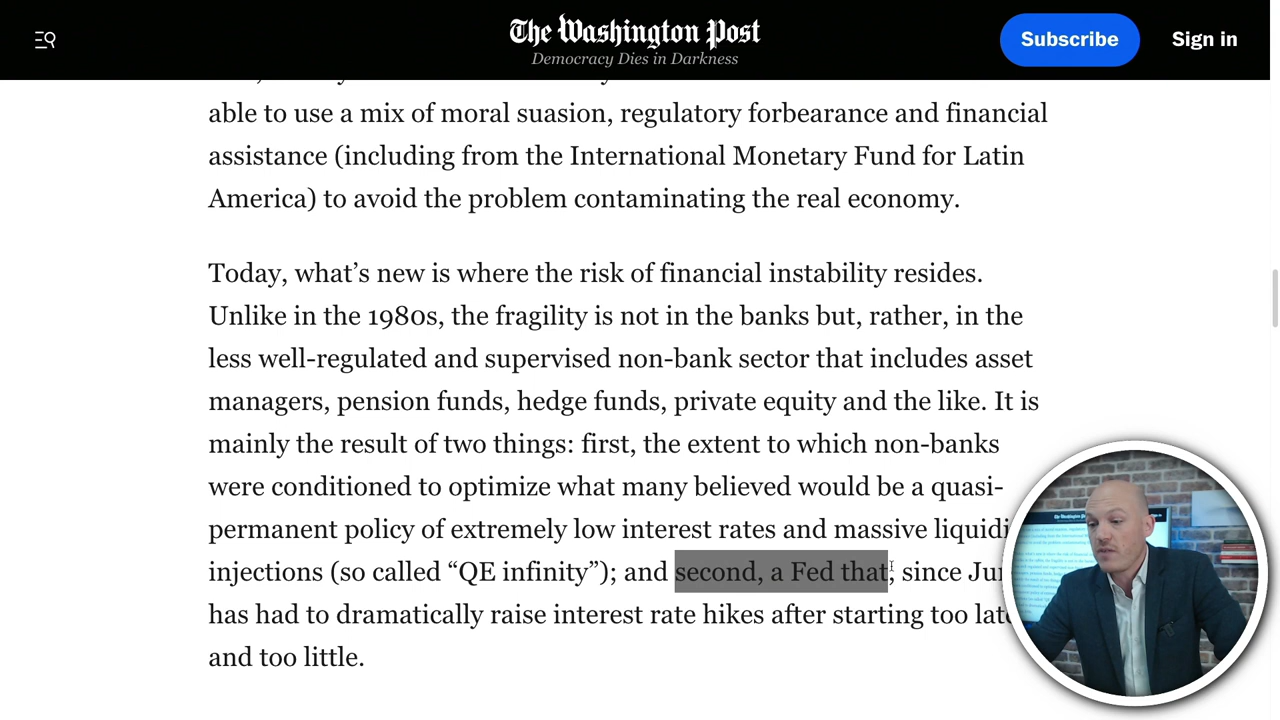 The Washington Post
Democracy Dies in Darkness
Subscribe
Sign in
able to use a mix of moral suasion, regulatory forbearance and financial
assistance (including from the International Monetary Fund for Latin
America) to avoid the problem contaminating the real economy.
Today, what’s new is where the risk of financial instability resides.
Unlike in the 1980s, the fragility is not in the banks but, rather, in the
less well-regulated and supervised non-bank sector that includes asset
managers, pension funds, hedge funds, private equity and the like. It is
mainly the result of two things: first, the extent to which non-banks
were conditioned to optimize what many believed would be a quasi-
permanent policy of extremely low interest rates and massive
injections (so called “QE infinity”); and second, a Fed that, since
has had to dramatically raise interest rate hikes after starting too
and too little.